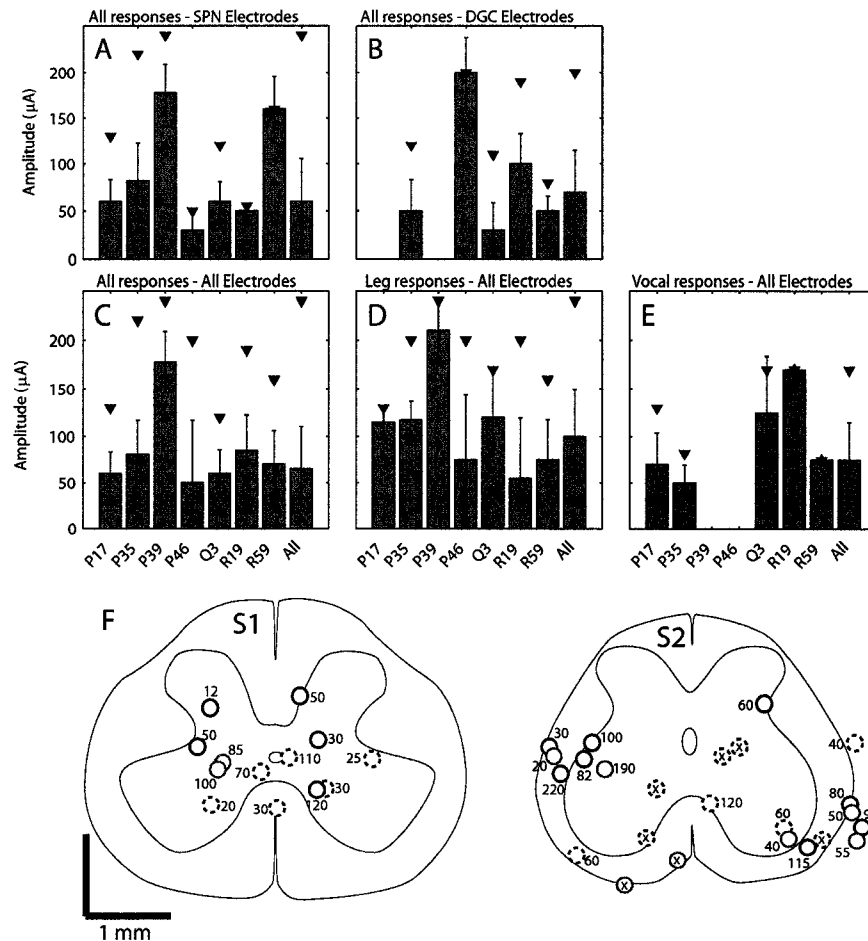 All responses - SPN Electrodes
All responses - DGC Electrodes
A
B
Amplitude (μA)
200
150
100
50
0
All responses - All Electrodes
Leg responses - All Electrodes
Vocal responses - All Electrodes
C
D
E
Amplitude (μA)
200
150
100
50
0
P17 P35 P39 P46 Q3 R19 R59 All
P17 P35 P39 P46 Q3 R19 R59 All
P17 P35 P39 P46 Q3 R19 R59 All
F
S1
S2
12
50
50
30
85
110
25
100
70
20
30
120
30
60
30
100
40
20
82
190
220
X
X
X
120
80
50
60
40
X
115
55
X
60
X
X
1 mm